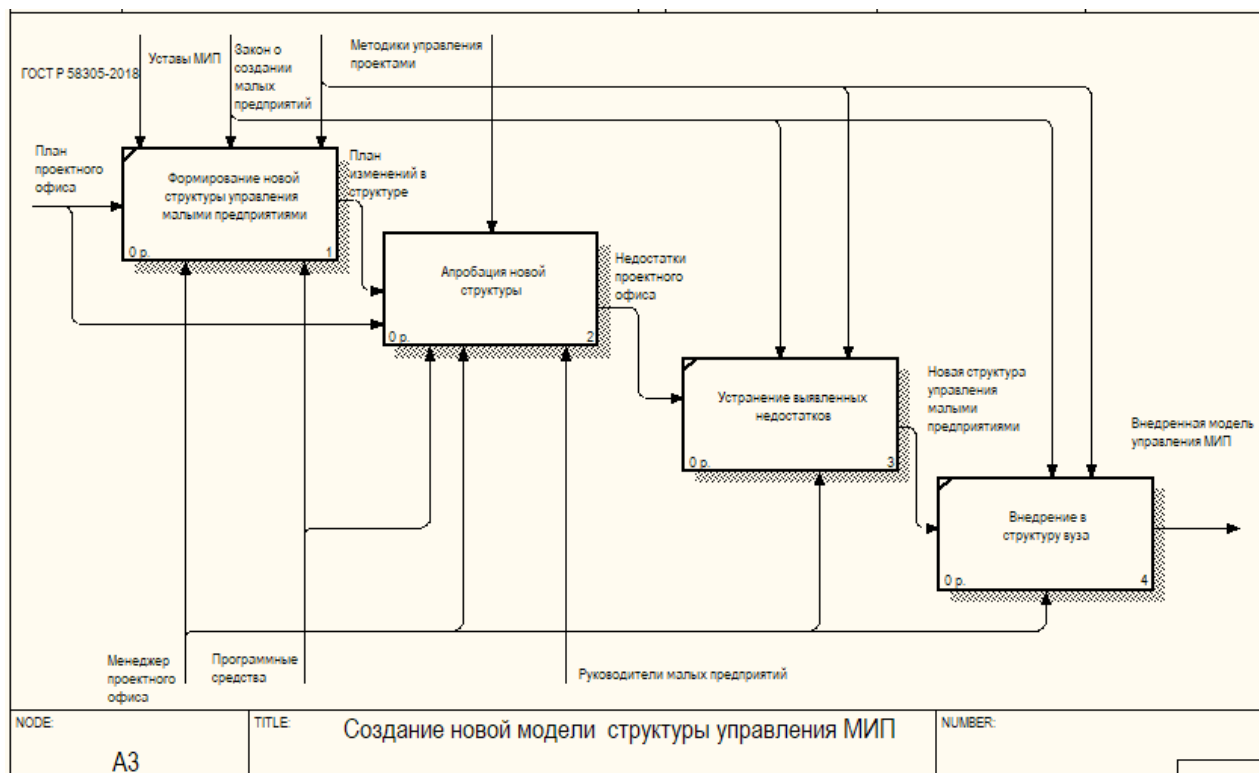 ГОСТ Р 58305-2018
Уставы МИП
Закон о
создании
малых
предприятий
Методики управления
проектами
План
проектного
офиса
Формирование новой
структуры управления
малыми предприятиями
0 р.
1
План
изменений в
структуре
Апробация новой
структуры
0 р.
2
Недостатки
проектного
офиса
Устранение выявленных
недостатков
0 р.
3
Новая структура
управления
малыми
предприятиями
Внедрение в
структуру вуза
0 р.
4
Внедренная модель
управления МИП
Менеджер
проектного
офиса
Программные
средства
Руководители малых предприятий
NODE:
A3
TITLE:
Создание новой модели структуры управления МИП
NUMBER: